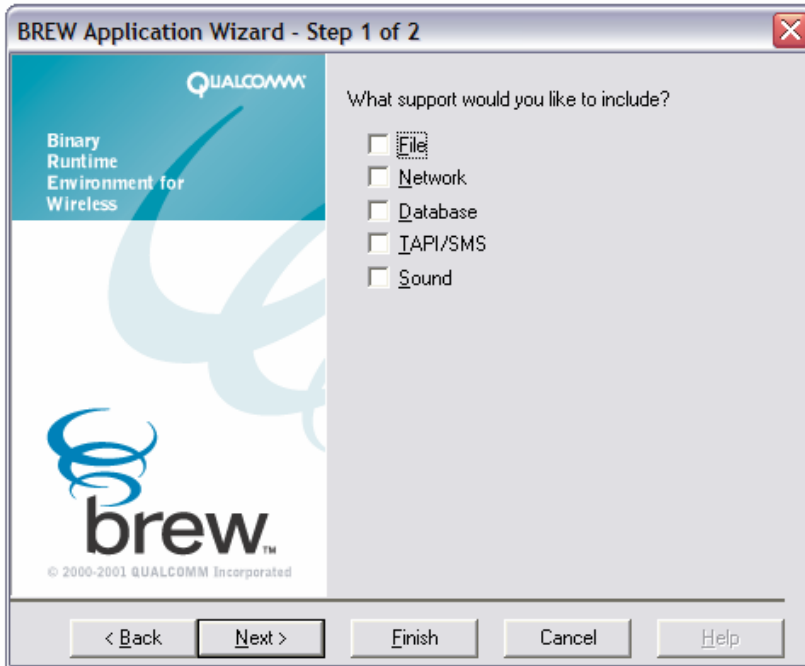 BREW Application Wizard - Step 1 of 2
QUALCOMM
Binary
Runtime
Environment for
Wireless
brew™
© 2000-2001 QUALCOMM Incorporated
What support would you like to include?
File
Network
Database
TAPI/SMS
Sound
< Back Next > Finish Cancel Help